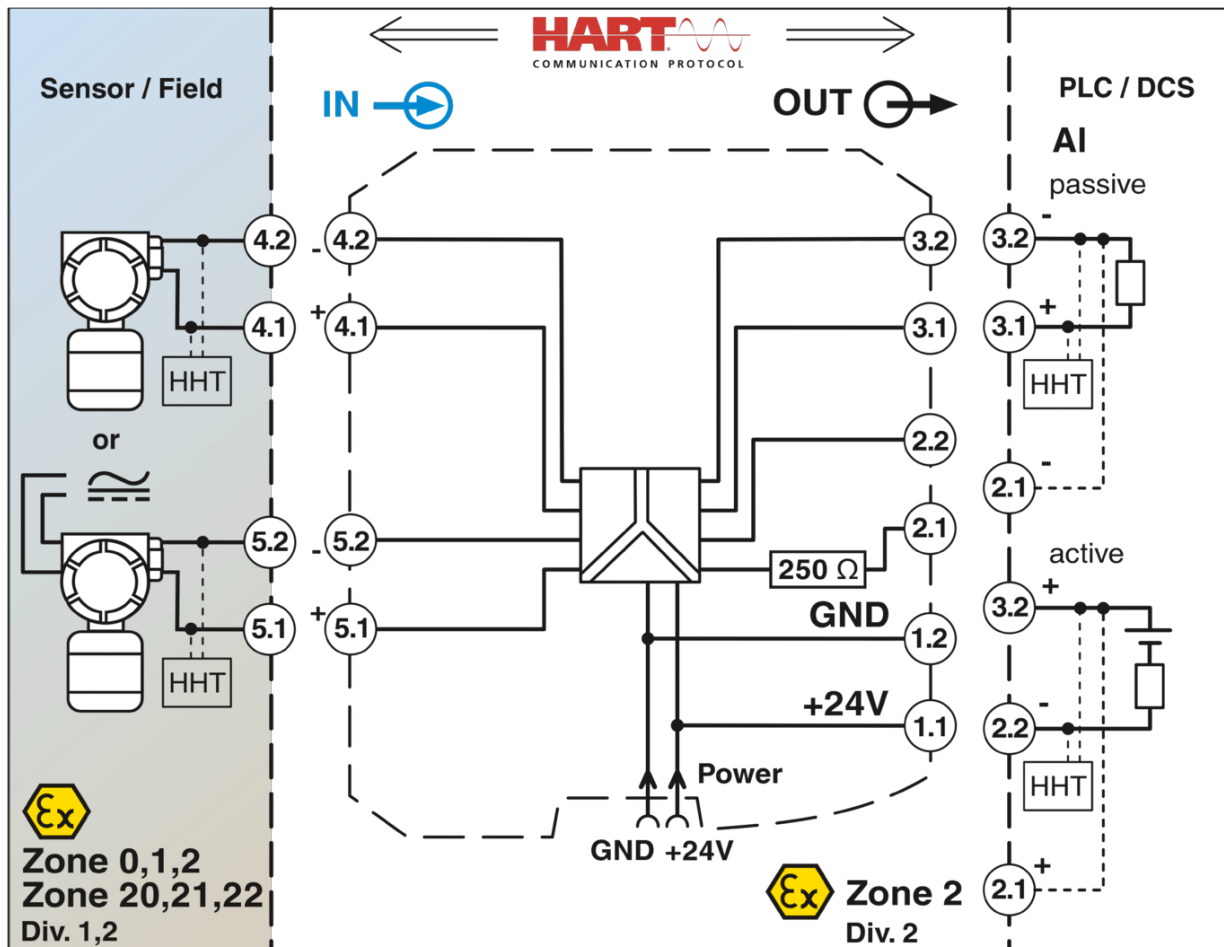 HART
COMMUNICATION PROTOCOL
Sensor / Field
IN
OUT
PLC / DCS
AI
passive
4.2
-
4.2
3.2
3.2
-
4.1
+
4.1
3.1
3.1
+
HHT
HHT
or
2.2
2.1
-
5.2
-
5.2
2.1
250 Ω
active
5.1
+
5.1
GND
1.2
3.2
+
HHT
+24V
1.1
2.2
-
Power
HHT
GND +24V
Ex
Zone 0,1,2
Zone 20,21,22
Div. 1,2
Ex
Zone 2
Div. 2
2.1
+